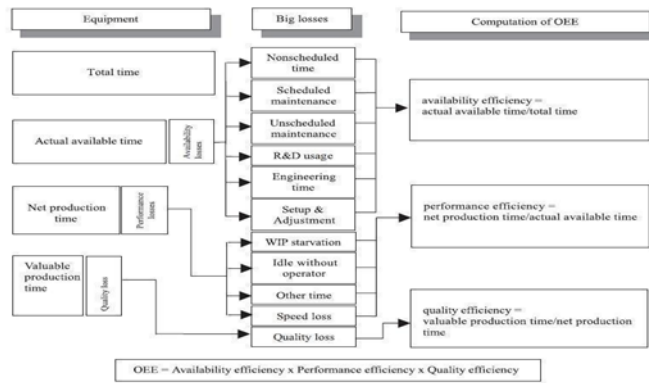 Equipment
Big losses
Computation of OEE
Total time
Actual available time
Availability
losses
Net production
time
Performance
losses
Valuable
production
time
Quality loss
Nonscheduled
time
Scheduled
maintenance
Unscheduled
maintenance
R&D usage
Engineering
time
Setup &
Adjustment
WIP starvation
Idle without
operator
Other time
Speed loss
Quality loss
availability efficiency =
actual available time/total time
performance efficiency =
net production time/actual available time
quality efficiency =
valuable production time/net production
time
OEE = Availability efficiency x Performance efficiency x Quality efficiency